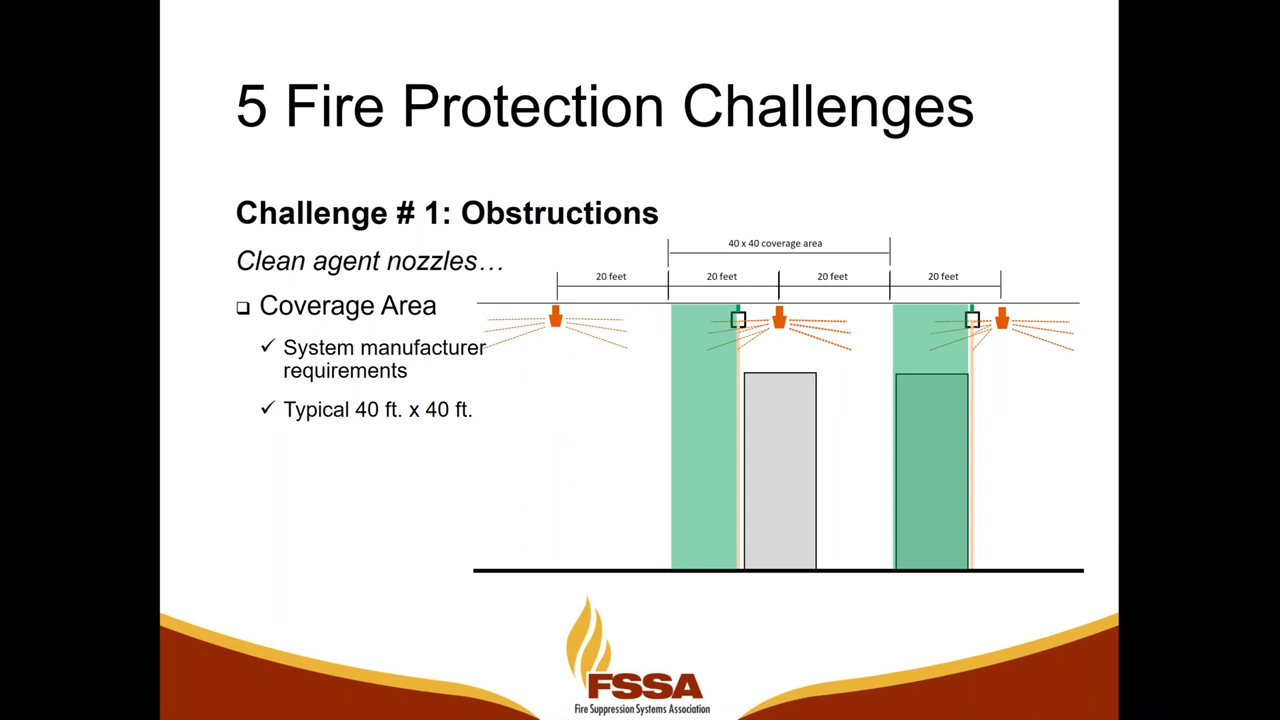 5 Fire Protection Challenges
Challenge # 1: Obstructions
Clean agent nozzles…
Coverage Area
System manufacturer
requirements
Typical 40 ft. x 40 ft.
40 x 40 coverage area
20 feet
20 feet
20 feet
20 feet
FSSA
Fire Suppression Systems Association